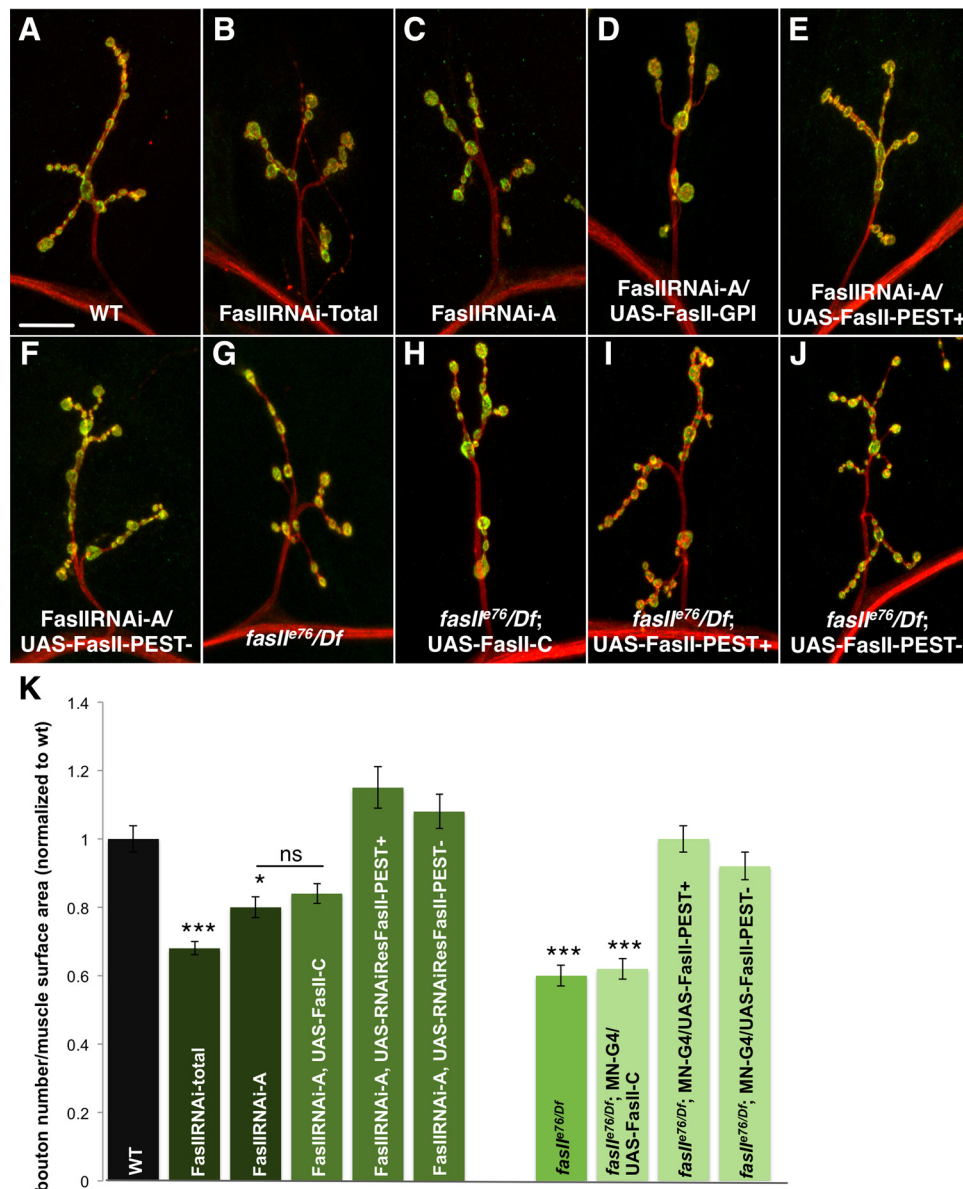 A
B
C
D
E
WT
FasIIRNAi-Total
FasIIRNAi-A
FasIIRNAi-A/
UAS-FasII-GPI
FasIIRNAi-A/
UAS-FasII-PEST+
F
G
H
I
J
FasIIRNAi-A/
UAS-FasII-PEST-
fasIIe76/Df
fasIIe76/Df;
UAS-FasII-C
fasIIe76/Df;
UAS-FasII-PEST+
fasIIe76/Df;
UAS-FasII-PEST-
K
bouton number/muscle surface area (normalized to wt)
1.4
1.2
1
0.8
0.6
0.4
0.2
0
***
*
ns
***
***
WT
FasIIRNAi-total
FasIIRNAi-A
FasIIRNAi-A, UAS-FasII-C
FasIIRNAi-A, UAS-RNAiResFasII-PEST+
FasIIRNAi-A, UAS-RNAiResFasII-PEST-
fasIIe76/Df
fasIIe76/Df; MN-G4/
UAS-FasII-C
fasIIe76/Df; MN-G4/UAS-FasII-PEST+
fasIIe76/Df; MN-G4/UAS-FasII-PEST-